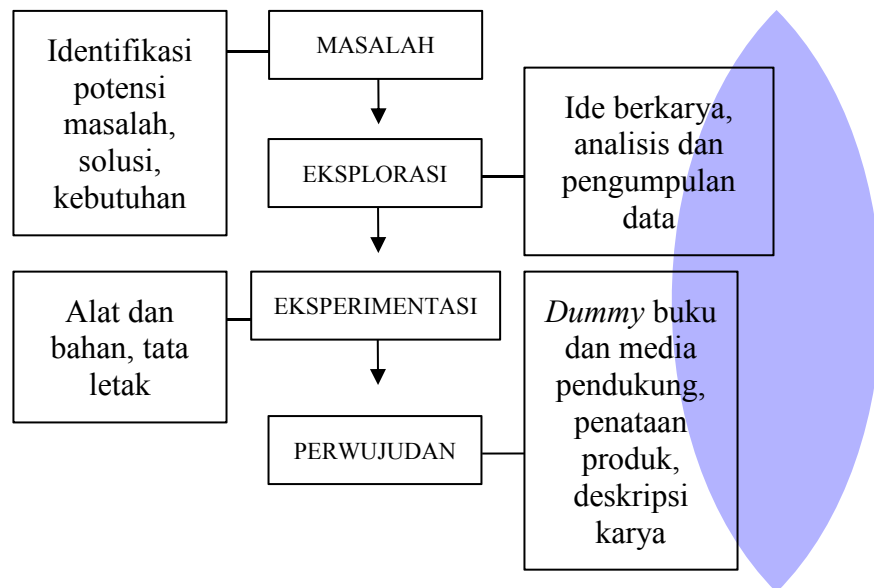 MASALAH
Identifikasi
potensi
masalah,
solusi,
kebutuhan
EKSPLORASI
Ide berkarya,
analisis dan
pengumpulan
data
EKSPERIMENTASI
Alat dan
bahan, tata
letak
PERWUJUDAN
Dummy buku
dan media
pendukung,
penataan
produk,
deskripsi
karya